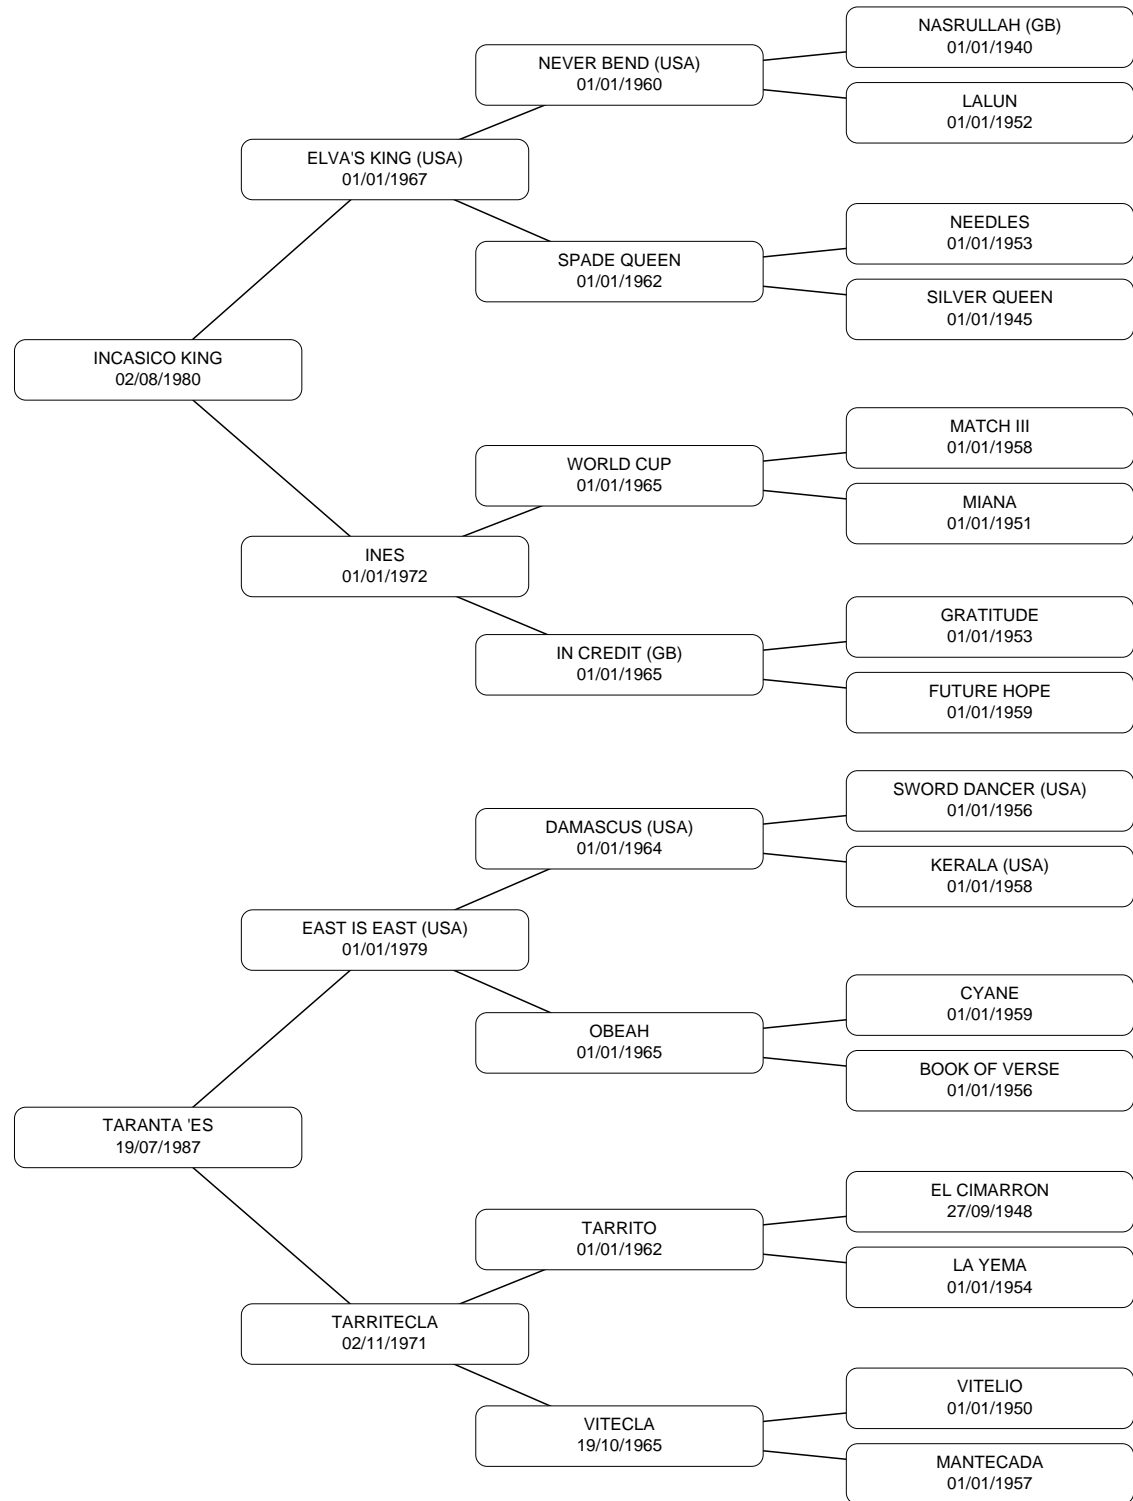 NASRULLAH (GB)
01/01/1940
NEVER BEND (USA)
01/01/1960
LALUN
01/01/1952
ELVA'S KING (USA)
01/01/1967
NEEDLES
01/01/1953
SPADE QUEEN
01/01/1962
SILVER QUEEN
01/01/1945
INCASICO KING
02/08/1980
MATCH III
01/01/1958
WORLD CUP
01/01/1965
MIANA
01/01/1951
INES
01/01/1972
GRATITUDE
01/01/1953
IN CREDIT (GB)
01/01/1965
FUTURE HOPE
01/01/1959
SWORD DANCER (USA)
01/01/1956
DAMASCUS (USA)
01/01/1964
KERALA (USA)
01/01/1958
EAST IS EAST (USA)
01/01/1979
CYANE
01/01/1959
OBEAH
01/01/1965
BOOK OF VERSE
01/01/1956
TARANTA 'ES
19/07/1987
EL CIMARRON
27/09/1948
TARRITO
01/01/1962
LA YEMA
01/01/1954
TARRITECLA
02/11/1971
VITELIO
01/01/1950
VITECLA
19/10/1965
MANTECADA
01/01/1957